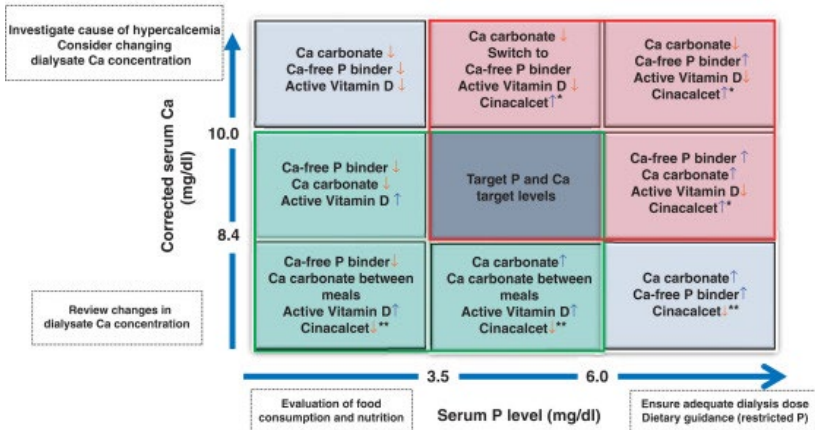 Investigate cause of hypercalcemia
Consider changing
dialysate Ca concentration
Corrected serum Ca
(mg/dl)
10.0
8.4
Review changes in
dialysate Ca concentration
Ca carbonate ↓
Ca-free P binder ↓
Active Vitamin D ↓
Ca carbonate ↓
Switch to
Ca-free P binder
Active Vitamin D ↓
Cinacalcet↑*
Ca carbonate↓
Ca-free P binder↑
Active Vitamin D↓
Cinacalcet↑*
Ca-free P binder ↓
Ca carbonate ↓
Active Vitamin D ↑
Target P and Ca
target levels
Ca-free P binder ↑
Ca carbonate↑
Active Vitamin D↓
Cinacalcet↑*
Ca-free P binder↓
Ca carbonate between
meals
Active Vitamin D↑
Cinacalcet↓**
Ca carbonate↑
Ca carbonate between
meals
Active Vitamin D↑
Cinacalcet↓**
Ca carbonate↑
Ca-free P binder↑
Cinacalcet↓**
3.5
6.0
Evaluation of food
consumption and nutrition
Serum P level (mg/dl)
Ensure adequate dialysis dose
Dietary guidance (restricted P)